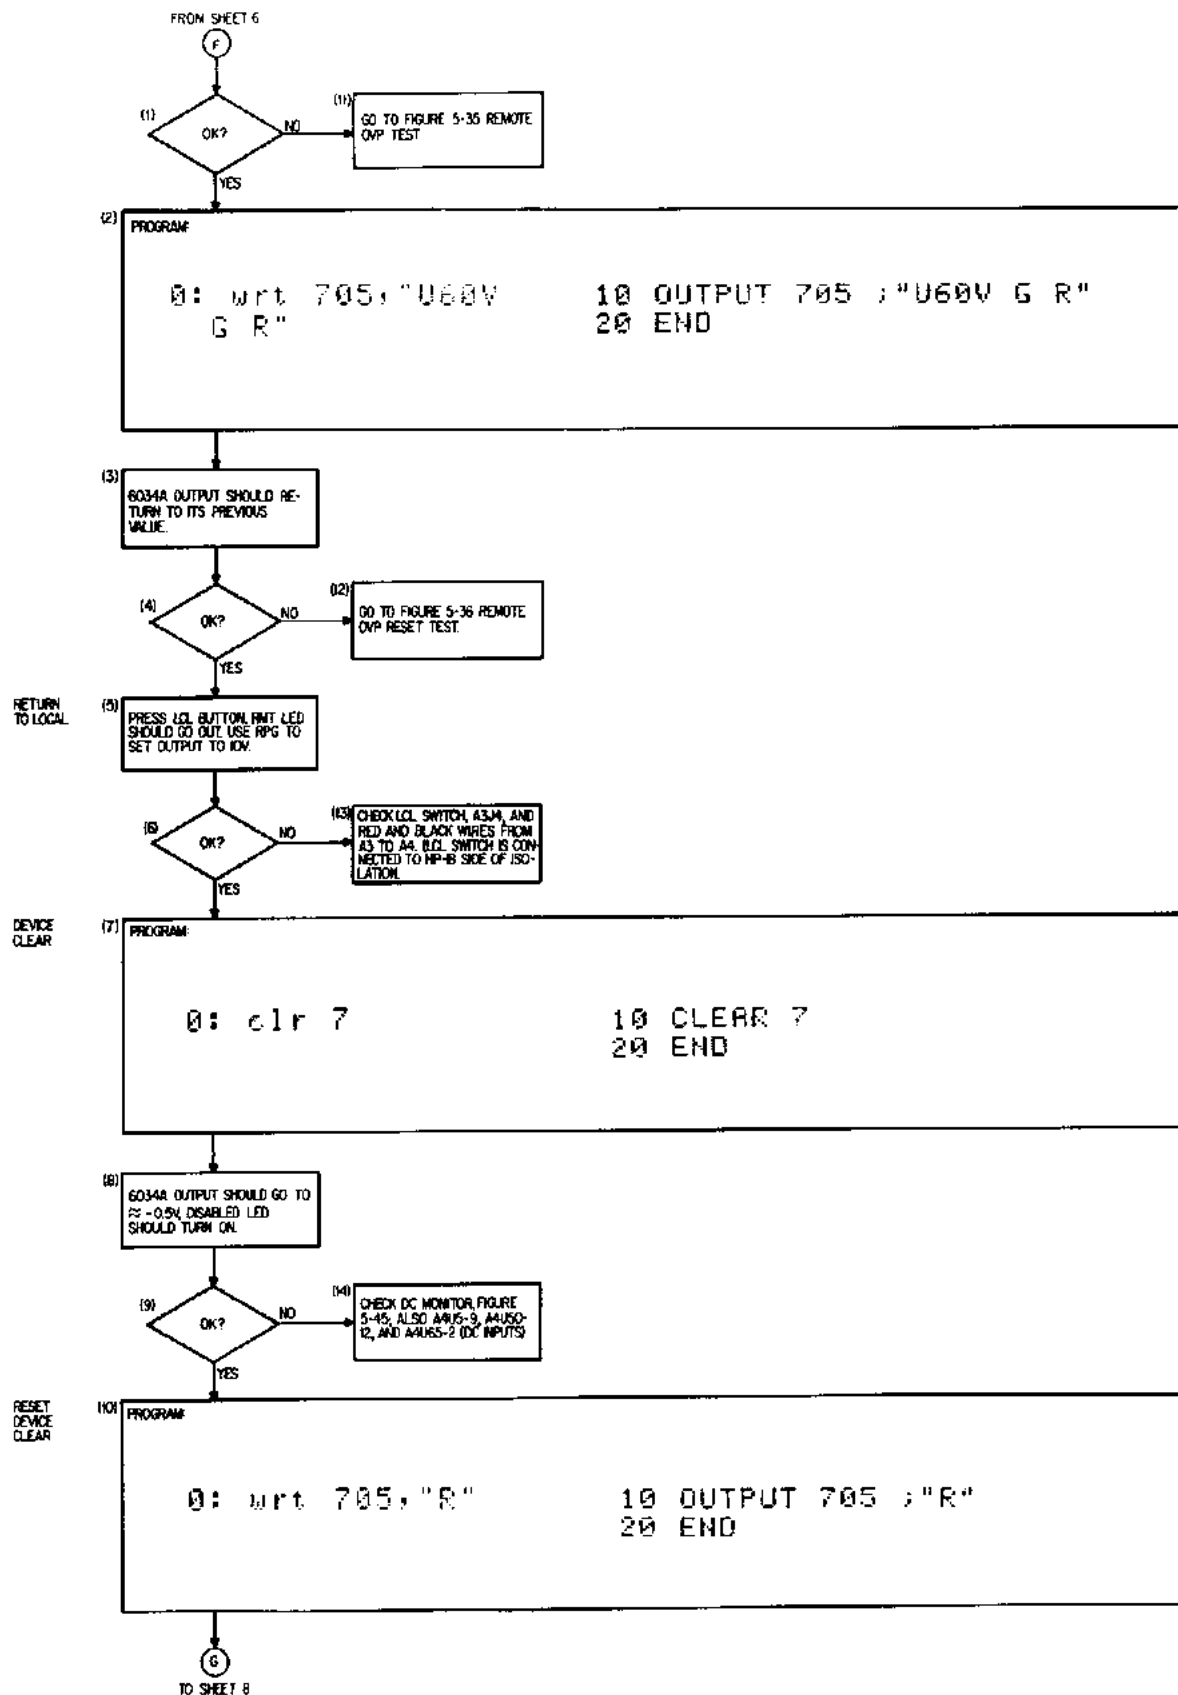 FROM SHEET 6
F
(1)
OK?
NO
YES
(11)
GO TO FIGURE 5-35 REMOTE
OVP TEST
(2)
PROGRAM:
0: wrt 705,"U60V
G R"
10 OUTPUT 705 ;"U60V G R"
20 END
(3)
6034A OUTPUT SHOULD RE-
TURN TO ITS PREVIOUS
VALUE.
(4)
OK?
NO
YES
(12)
GO TO FIGURE 5-36 REMOTE
OVP RESET TEST.
RETURN
TO LOCAL
(5)
PRESS LCL BUTTON, RMT LED
SHOULD GO OUT. USE RPG TO
SET OUTPUT TO 10V.
(6)
OK?
NO
YES
(13)
CHECK LCL SWITCH, A3J4, AND
RED AND BLACK WIRES FROM
A3 TO A4. (LCL SWITCH IS CON-
NECTED TO HP-IB SIDE OF ISO-
LATION.
DEVICE
CLEAR
(7)
PROGRAM:
0: clr 7
10 CLEAR 7
20 END
(8)
6034A OUTPUT SHOULD GO TO
≈ -0.5V, DISABLED LED
SHOULD TURN ON.
(9)
OK?
NO
YES
(14)
CHECK DC MONITOR, FIGURE
5-45; ALSO A4U5-9, A4U50-
12, AND A4U65-2 (DC INPUTS)
RESET
DEVICE
CLEAR
(10)
PROGRAM:
0: wrt 705,"R"
10 OUTPUT 705 ;"R"
20 END
G
TO SHEET 8